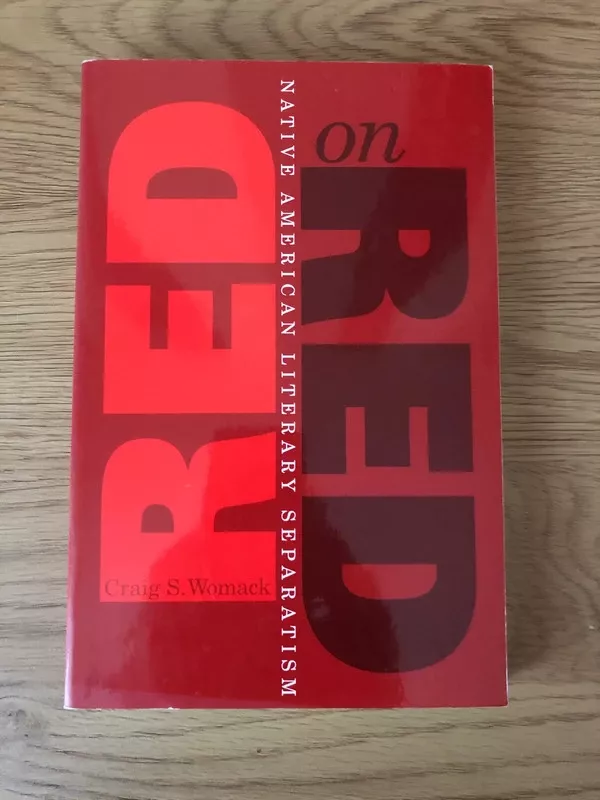 RED
on
RED
NATIVE AMERICAN LITERARY SEPARATISM
Craig S. Womack